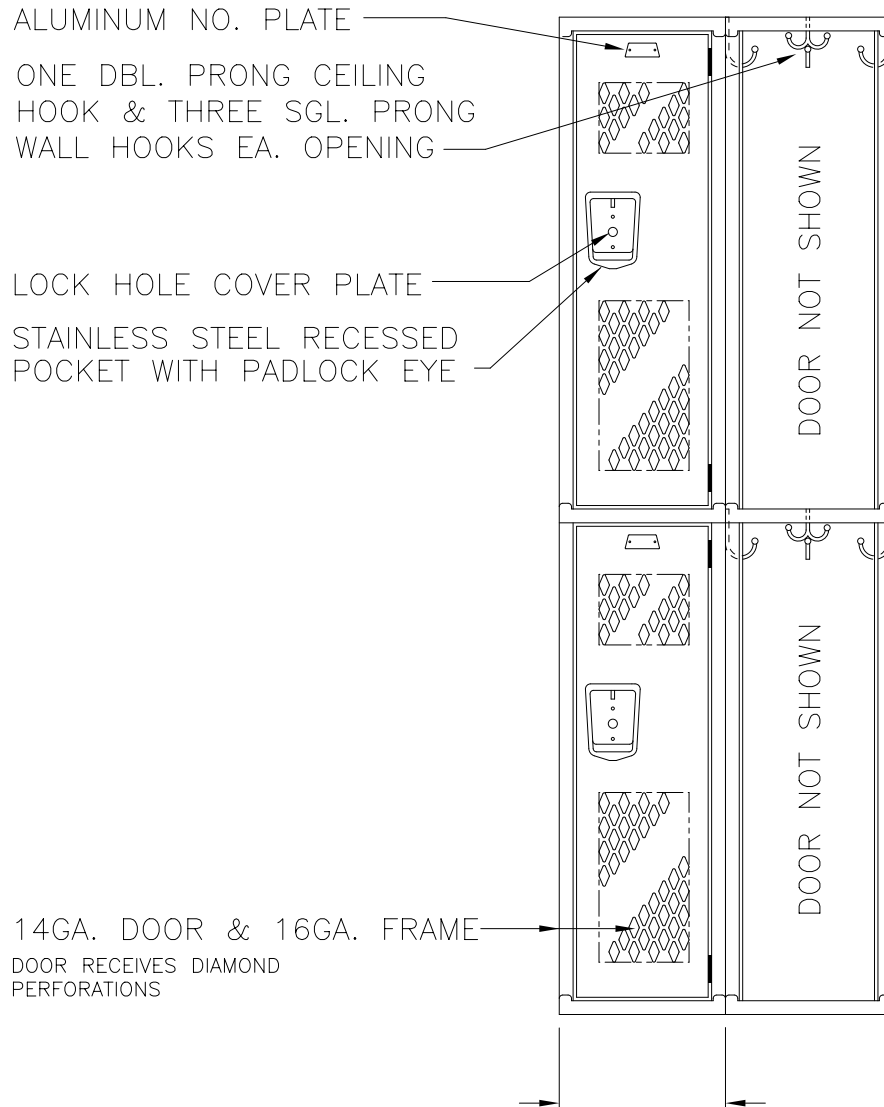 ALUMINUM NO. PLATE
ONE DBL. PRONG CEILING
HOOK & THREE SGL. PRONG
WALL HOOKS EA. OPENING
LOCK HOLE COVER PLATE
STAINLESS STEEL RECESSED
POCKET WITH PADLOCK EYE
DOOR NOT SHOWN
DOOR NOT SHOWN
14GA. DOOR & 16GA. FRAME
DOOR RECEIVES DIAMOND
PERFORATIONS